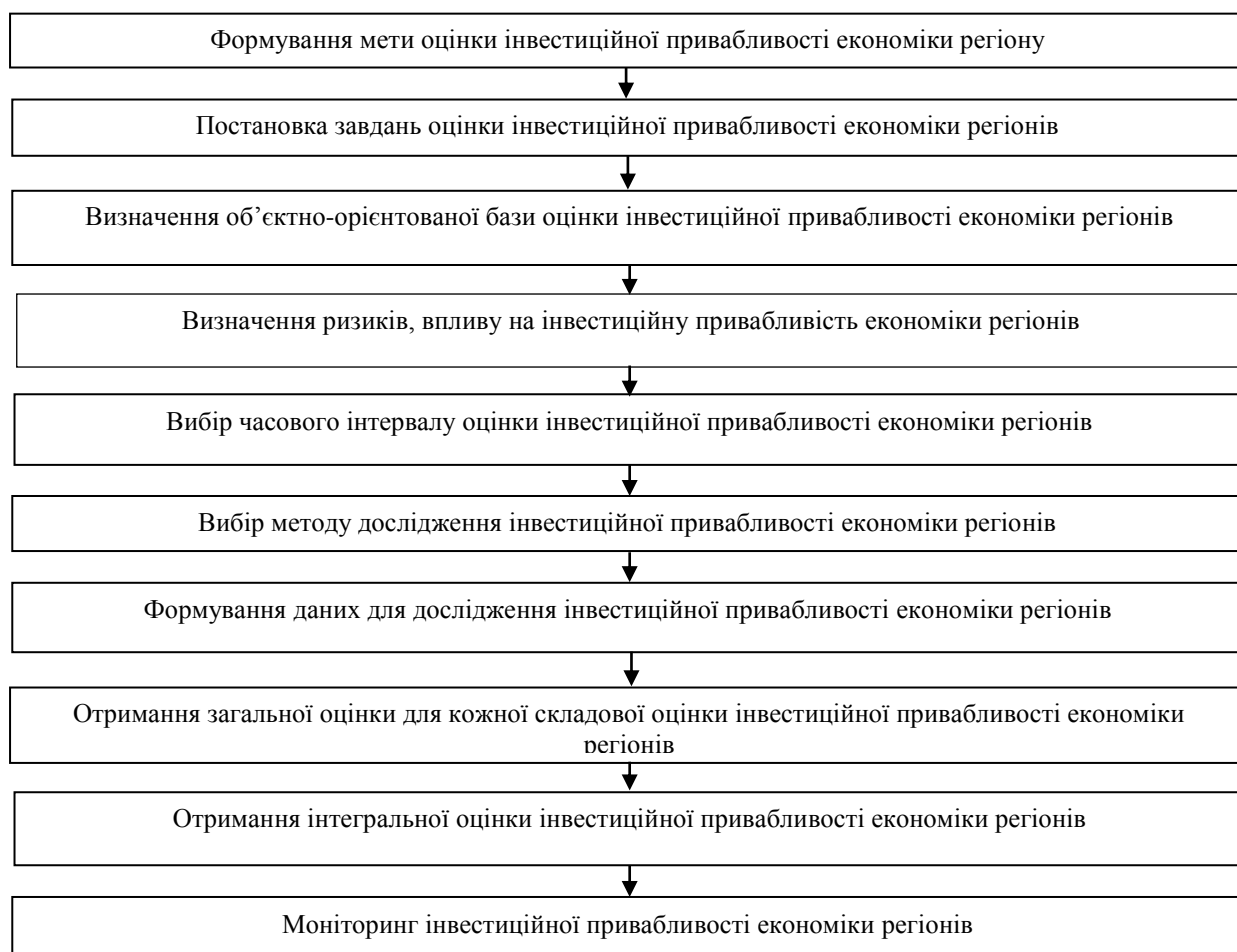 Формування мети оцінки інвестиційної привабливості економіки регіону
Постановка завдань оцінки інвестиційної привабливості економіки регіонів
Визначення об’єктно-орієнтованої бази оцінки інвестиційної привабливості економіки регіонів
Визначення ризиків, впливу на інвестиційну привабливість економіки регіонів
Вибір часового інтервалу оцінки інвестиційної привабливості економіки регіонів
Вибір методу дослідження інвестиційної привабливості економіки регіонів
Формування даних для дослідження інвестиційної привабливості економіки регіонів
Отримання загальної оцінки для кожної складової оцінки інвестиційної привабливості економіки
регіонів
Отримання інтегральної оцінки інвестиційної привабливості економіки регіонів
Моніторинг інвестиційної привабливості економіки регіонів